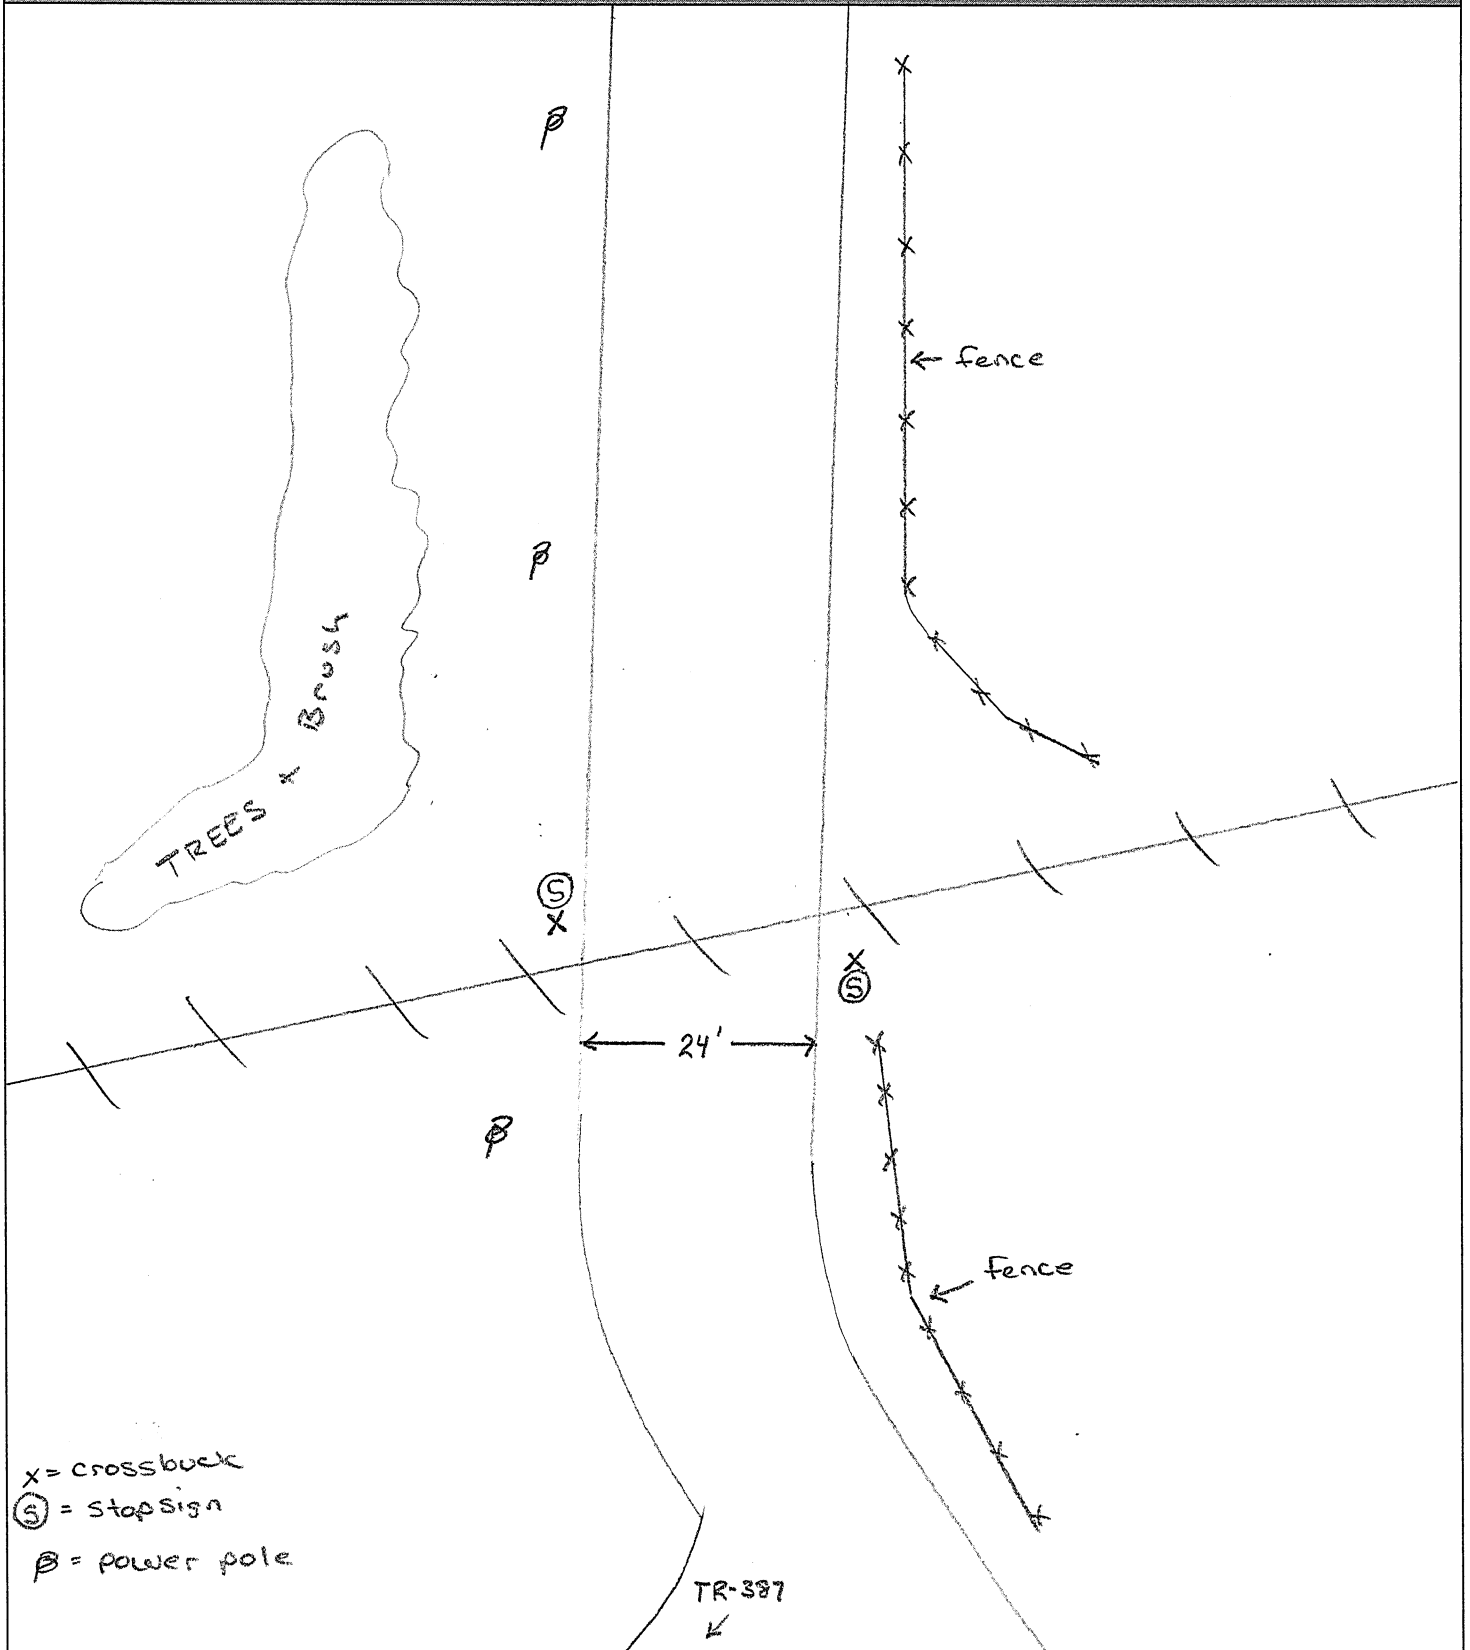 ← fence
TREES + Brush
Ⓢ
x
x
Ⓢ
24'
← fence
x = crossbuck
Ⓢ = stopsign
β = power pole
TR-387